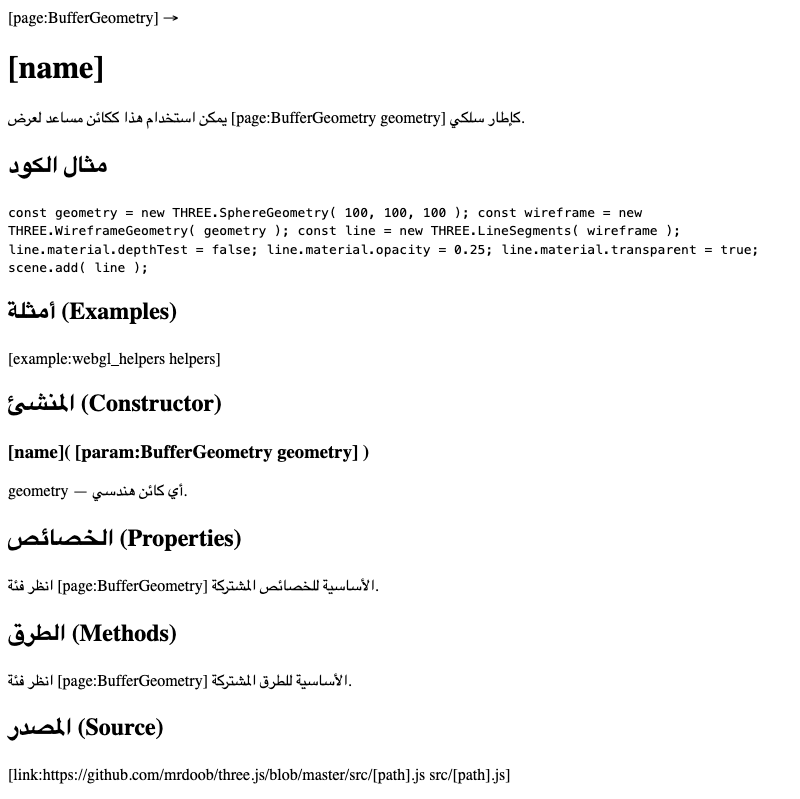 [page:BufferGeometry] →
[name]
يمكن استخدام هذا ككائن مساعد لعرض [page:BufferGeometry geometry] كإطار سلكي.
مثال الكود
const geometry = new THREE.SphereGeometry( 100, 100, 100 ); const wireframe = new
THREE.WireframeGeometry( geometry ); const line = new THREE.LineSegments( wireframe );
line.material.depthTest = false; line.material.opacity = 0.25; line.material.transparent = true;
scene.add( line );
أمثلة (Examples)
[example:webgl_helpers helpers]
المنشئ (Constructor)
[name]( [param:BufferGeometry geometry] )
geometry — أي كائن هندسي.
الخصائص (Properties)
انظر فئة [page:BufferGeometry] الأساسية للخصائص المشتركة.
الطرق (Methods)
انظر فئة [page:BufferGeometry] الأساسية للطرق المشتركة.
المصدر (Source)
[link:https://github.com/mrdoob/three.js/blob/master/src/[path].js src/[path].js]